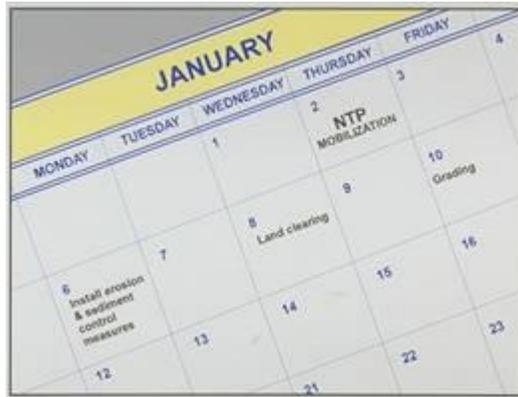 JANUARY
MONDAY TUESDAY WEDNESDAY THURSDAY FRIDAY
1 2 3 4
NTP
MOBILIZATION
6 7 8 9 10
Install erosion
& sediment
control
measures
Land clearing
Grading
12 13 14 15 16
21 22 23